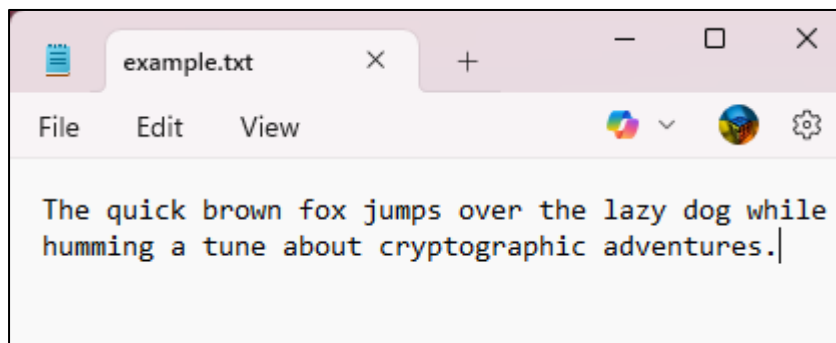 example.txt
File Edit View
The quick brown fox jumps over the lazy dog while
humming a tune about cryptographic adventures.